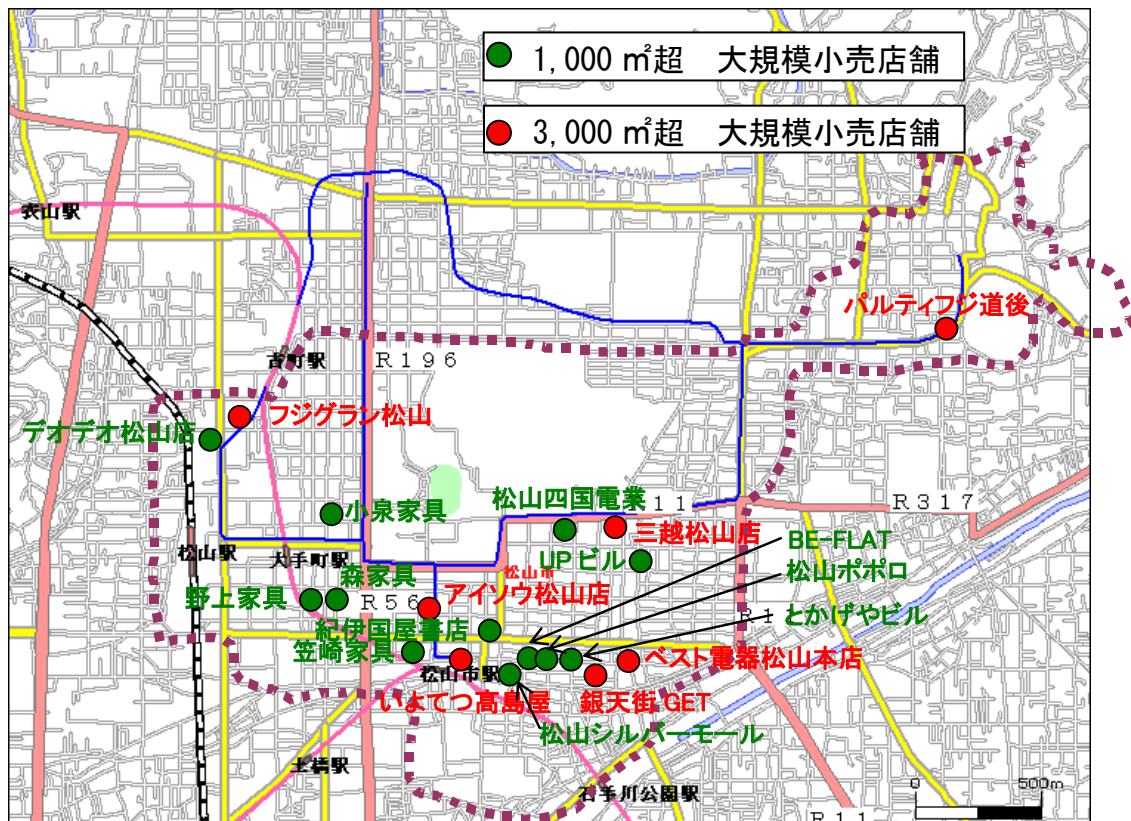 1,000 ㎡超　大規模小売店舗
3,000 ㎡超　大規模小売店舗
衣山駅
パルティフジ道後
古町駅
R196
フジグラン松山
デオデオ松山店
松山四国電業
11
R317
小泉家具
三越松山店
BE-FLAT
松山駅
大手町駅
UPビル
松山ポポロ
森家具
松山市
野上家具
R56
アイソウ松山店
R1
とかげやビル
紀伊国屋書店
笠崎家具
ベスト電器松山本店
松山市駅
いよてつ高島屋
銀天街 GET
松山シルバーモール
土橋駅
石手川公園駅
0
500m
R11